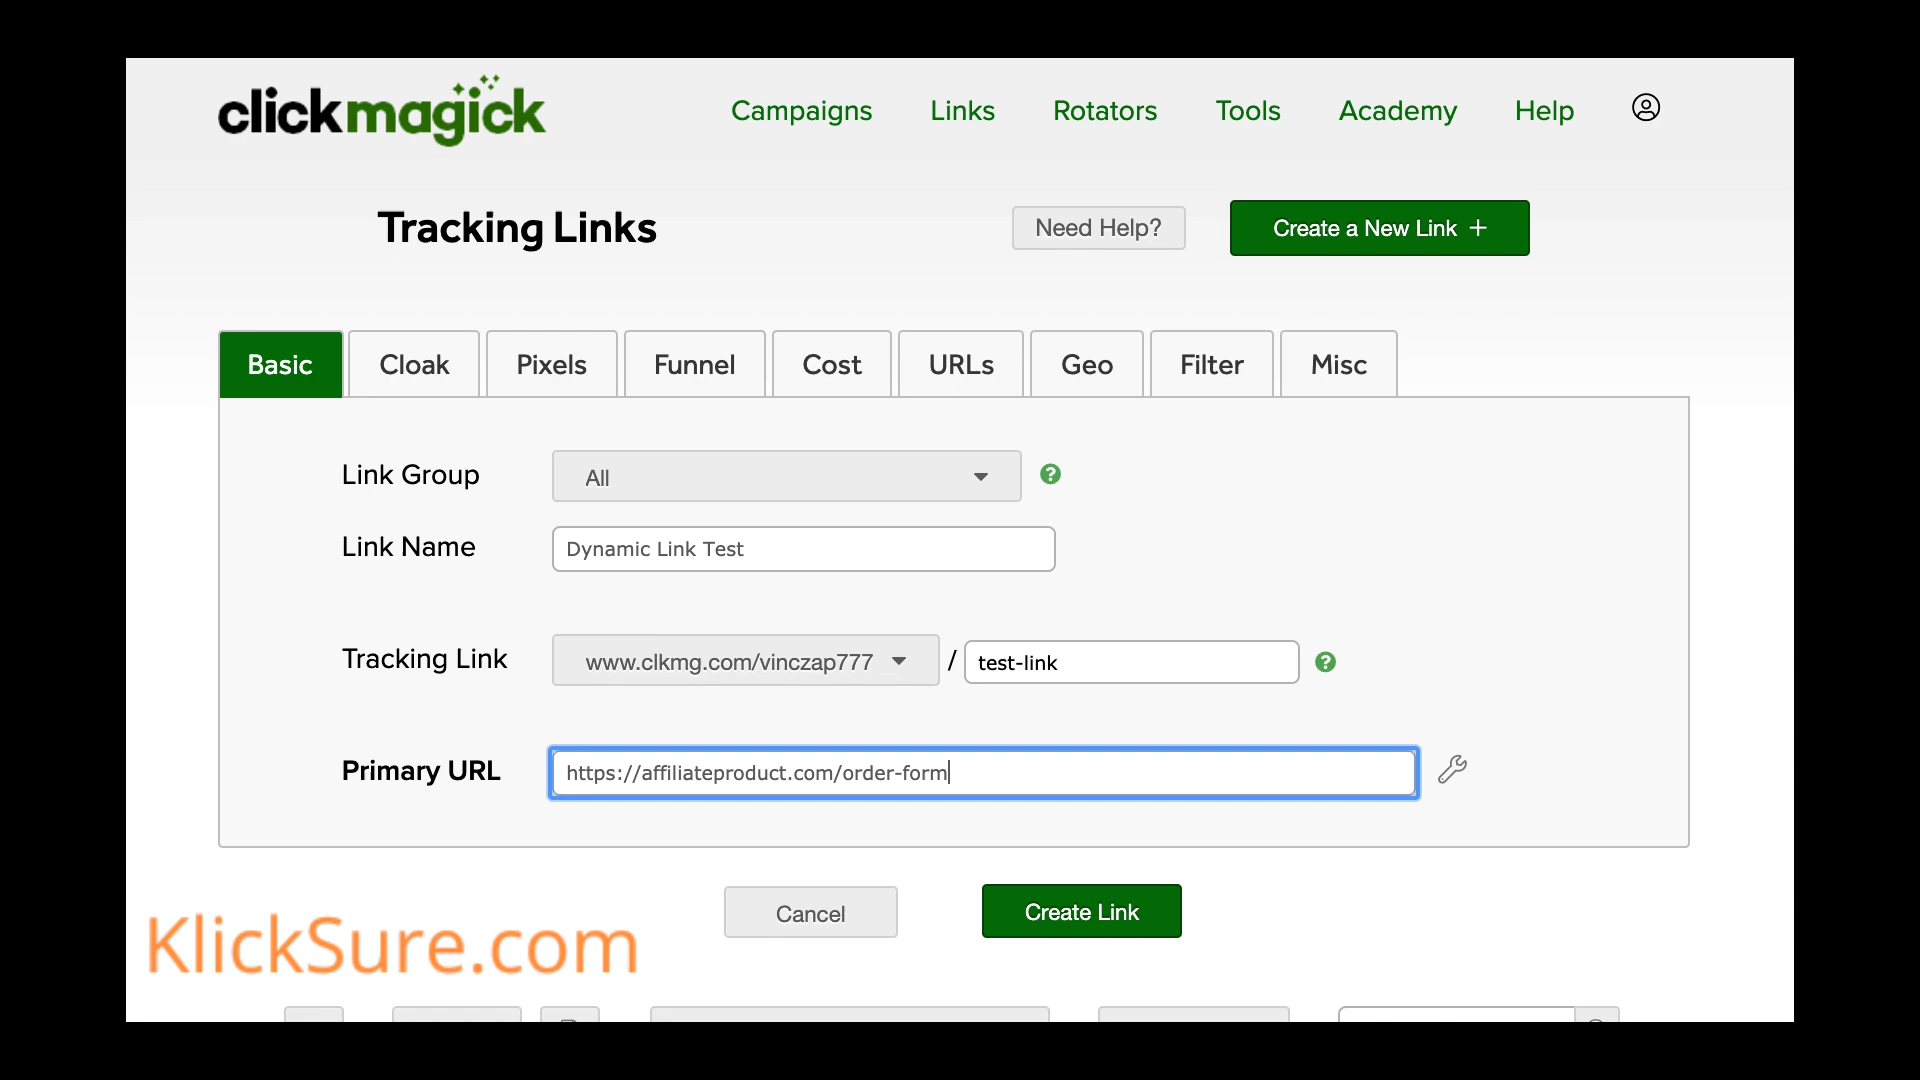 clickmagick
Campaigns Links Rotators Tools Academy Help
Tracking Links
Need Help?
Create a New Link +
Basic Cloak Pixels Funnel Cost URLs Geo Filter Misc
Link Group All ?
Link Name Dynamic Link Test
Tracking Link www.clkmg.com/vinczap777 / test-link ?
Primary URL https://affiliateproduct.com/order-form
Cancel Create Link
KlickSure.com